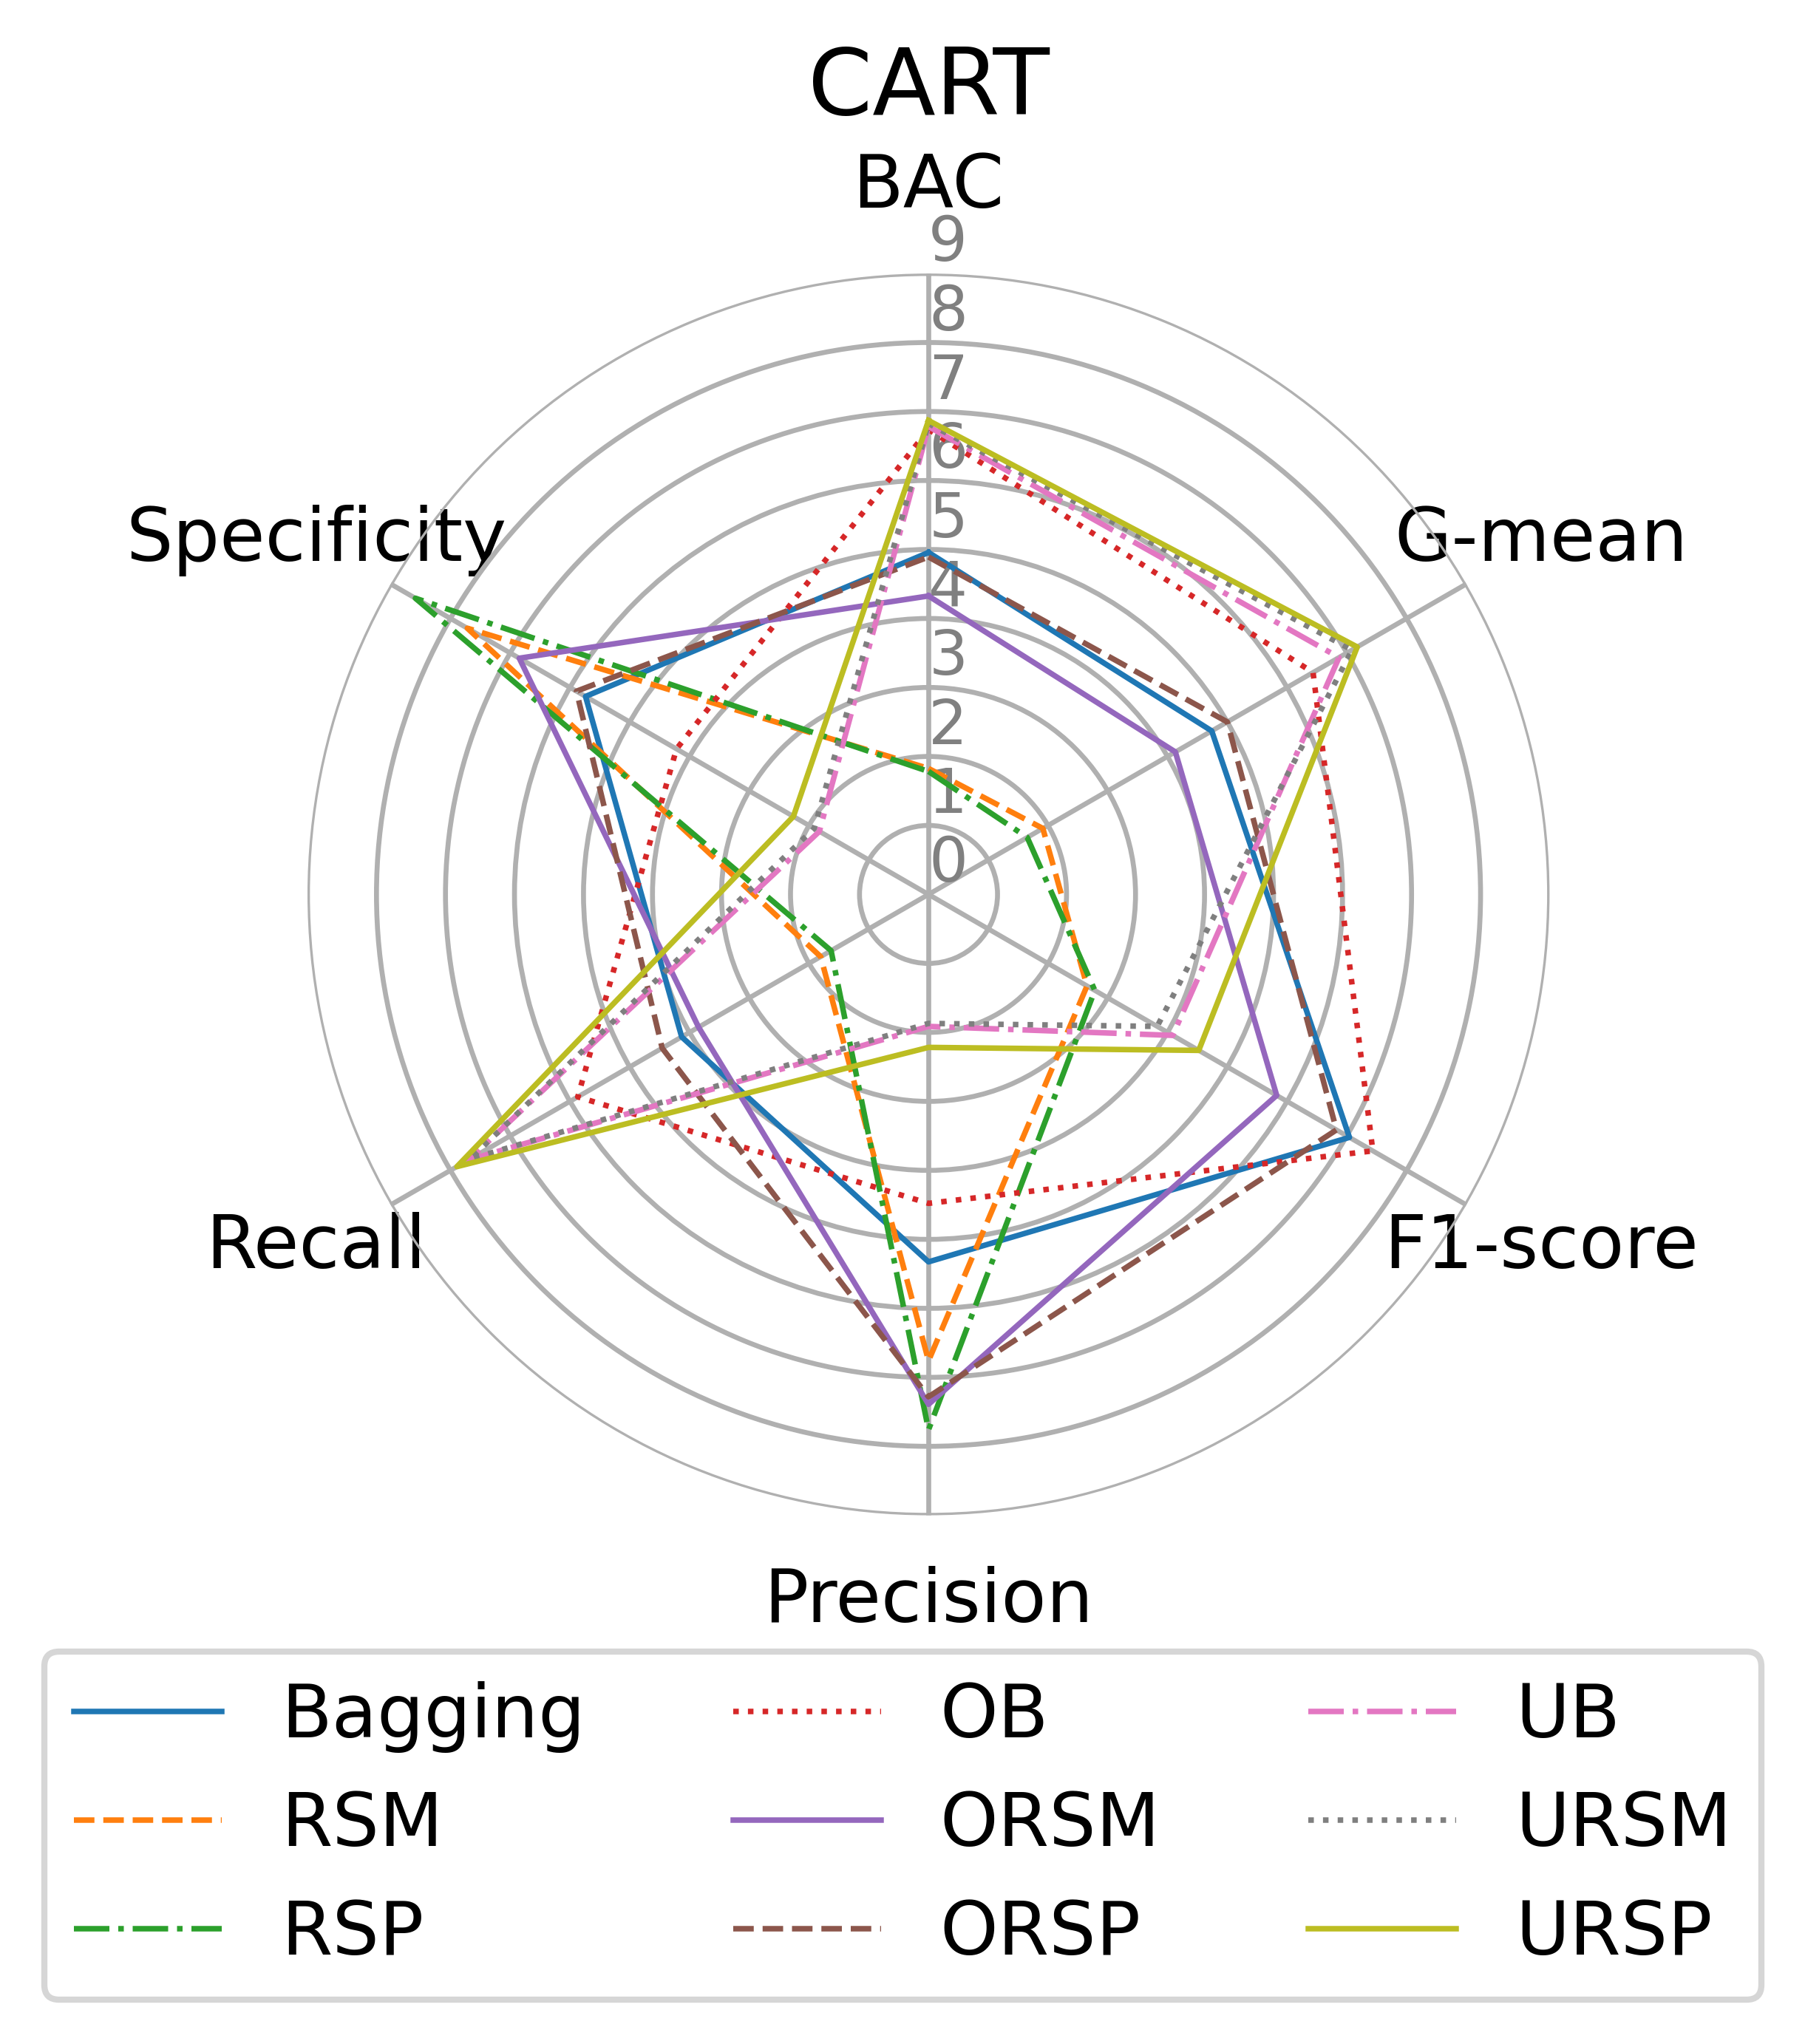 CART
BAC
9
8
7
6
5
4
3
2
1
0
Specificity
G-mean
Recall
F1-score
Precision
Bagging OB UB
RSM ORSM URSM
RSP ORSP URSP